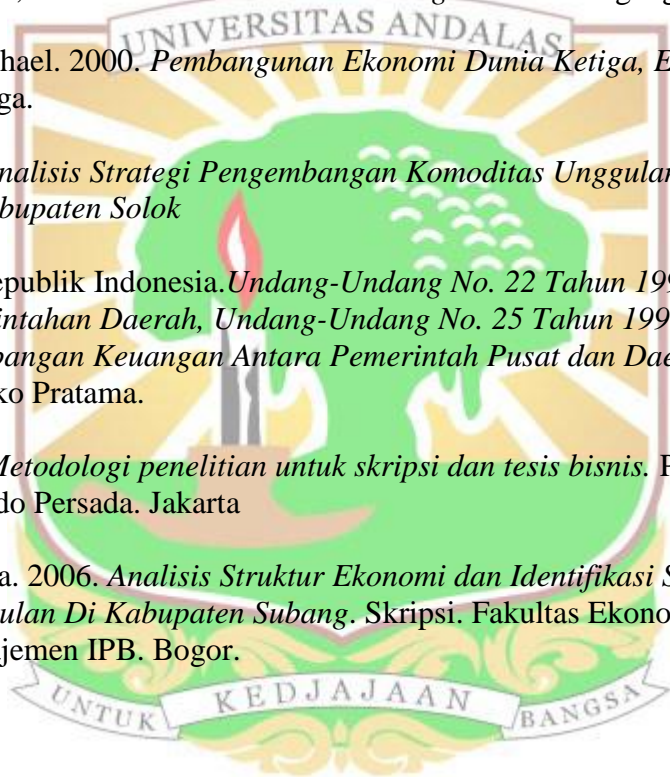 UNIVERSITAS ANDALAS
hael. 2000. Pembangunan Ekonomi Dunia Ketiga, E
ga.
nalisis Strategi Pengembangan Komoditas Unggulan
bupaten Solok
epublik Indonesia.Undang-Undang No. 22 Tahun 199
intahan Daerah, Undang-Undang No. 25 Tahun 199
bangan Keuangan Antara Pemerintah Pusat dan Dae
ko Pratama.
Metodologi penelitian untuk skripsi dan tesis bisnis. P
do Persada. Jakarta
a. 2006. Analisis Struktur Ekonomi dan Identifikasi S
ulan Di Kabupaten Subang. Skripsi. Fakultas Ekono
jemen IPB. Bogor.
UNTUK KEDJAJAAN BANGSA